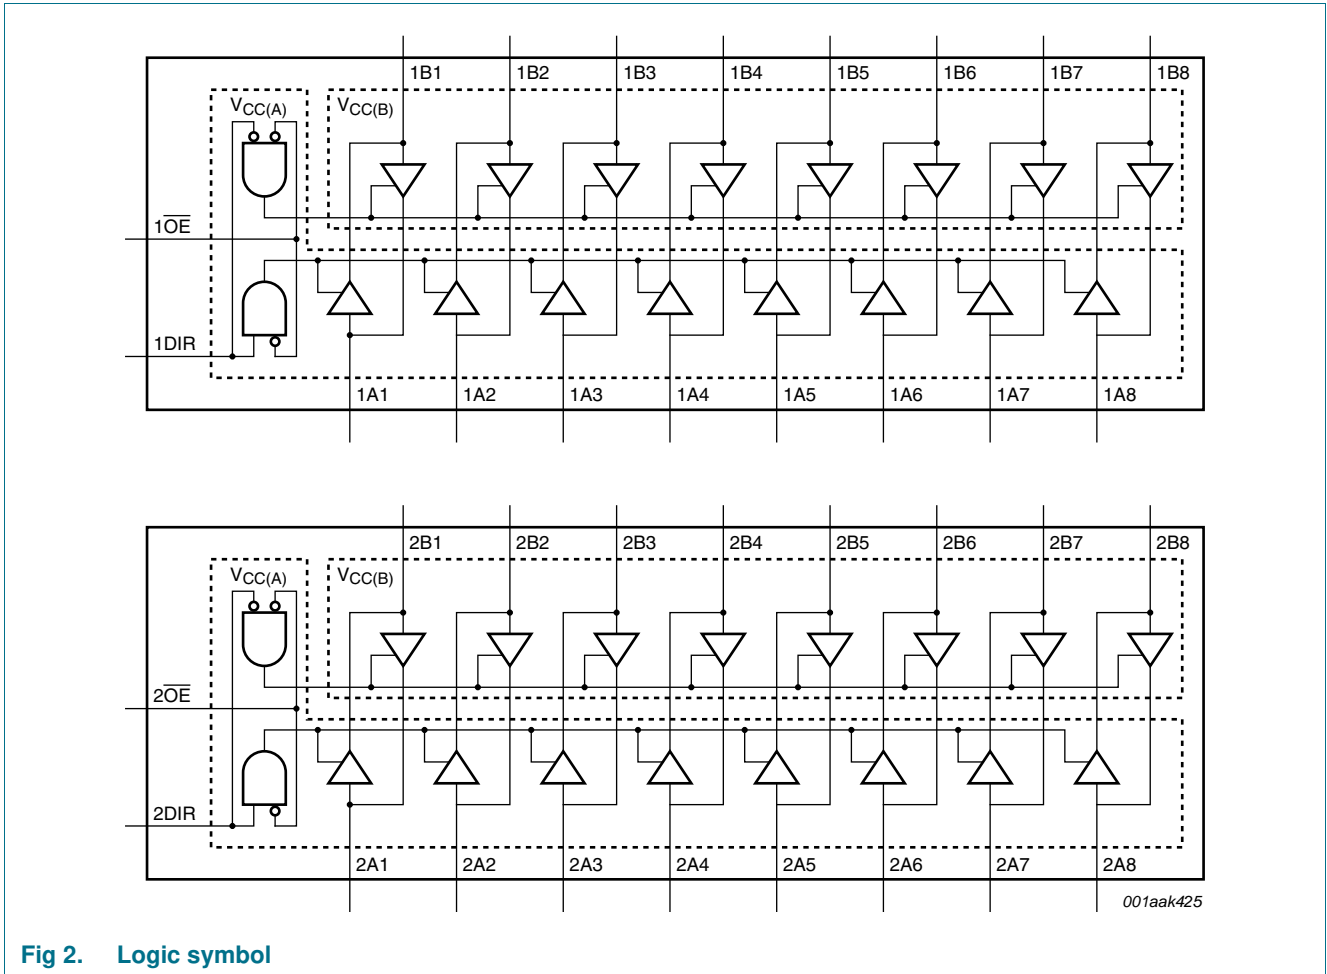 1B1 1B2 1B3 1B4 1B5 1B6 1B7 1B8
VCC(A) VCC(B)
1O̅E̅
1DIR
1A1 1A2 1A3 1A4 1A5 1A6 1A7 1A8
2B1 2B2 2B3 2B4 2B5 2B6 2B7 2B8
VCC(A) VCC(B)
2O̅E̅
2DIR
2A1 2A2 2A3 2A4 2A5 2A6 2A7 2A8
001aak425
Fig 2. Logic symbol